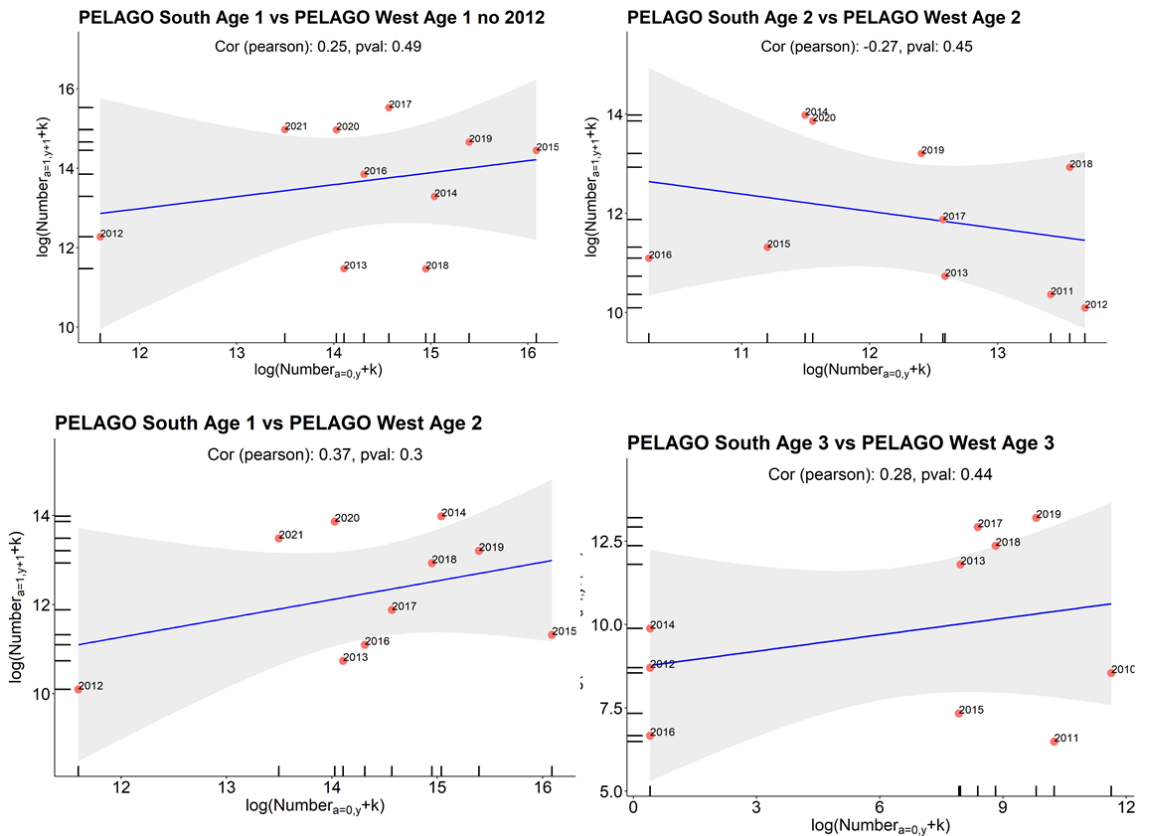 PELAGO South Age 1 vs PELAGO West Age 1 no 2012
Cor (pearson): 0.25, pval: 0.49
log(Number_{a=1,y+1}+k)
16
14
12
10
2017
2021
2020
2019
2015
2016
2014
2012
2013
2018
12 13 14 15 16
log(Number_{a=0,y}+k)
PELAGO South Age 2 vs PELAGO West Age 2
Cor (pearson): -0.27, pval: 0.45
log(Number_{a=1,y+1}+k)
14
12
10
2014
2020
2019
2018
2017
2015
2016
2013
2011
2012
11 12 13
log(Number_{a=0,y}+k)
PELAGO South Age 1 vs PELAGO West Age 2
Cor (pearson): 0.37, pval: 0.3
log(Number_{a=1,y+1}+k)
14
12
10
2014
2020
2021
2019
2018
2017
2015
2016
2013
2012
12 13 14 15 16
log(Number_{a=0,y}+k)
PELAGO South Age 3 vs PELAGO West Age 3
Cor (pearson): 0.28, pval: 0.44
12.5
10.0
7.5
5.0
2019
2017
2018
2013
2014
2012
2010
2015
2016
2011
0 3 6 9 12
log(Number_{a=0,y}+k)